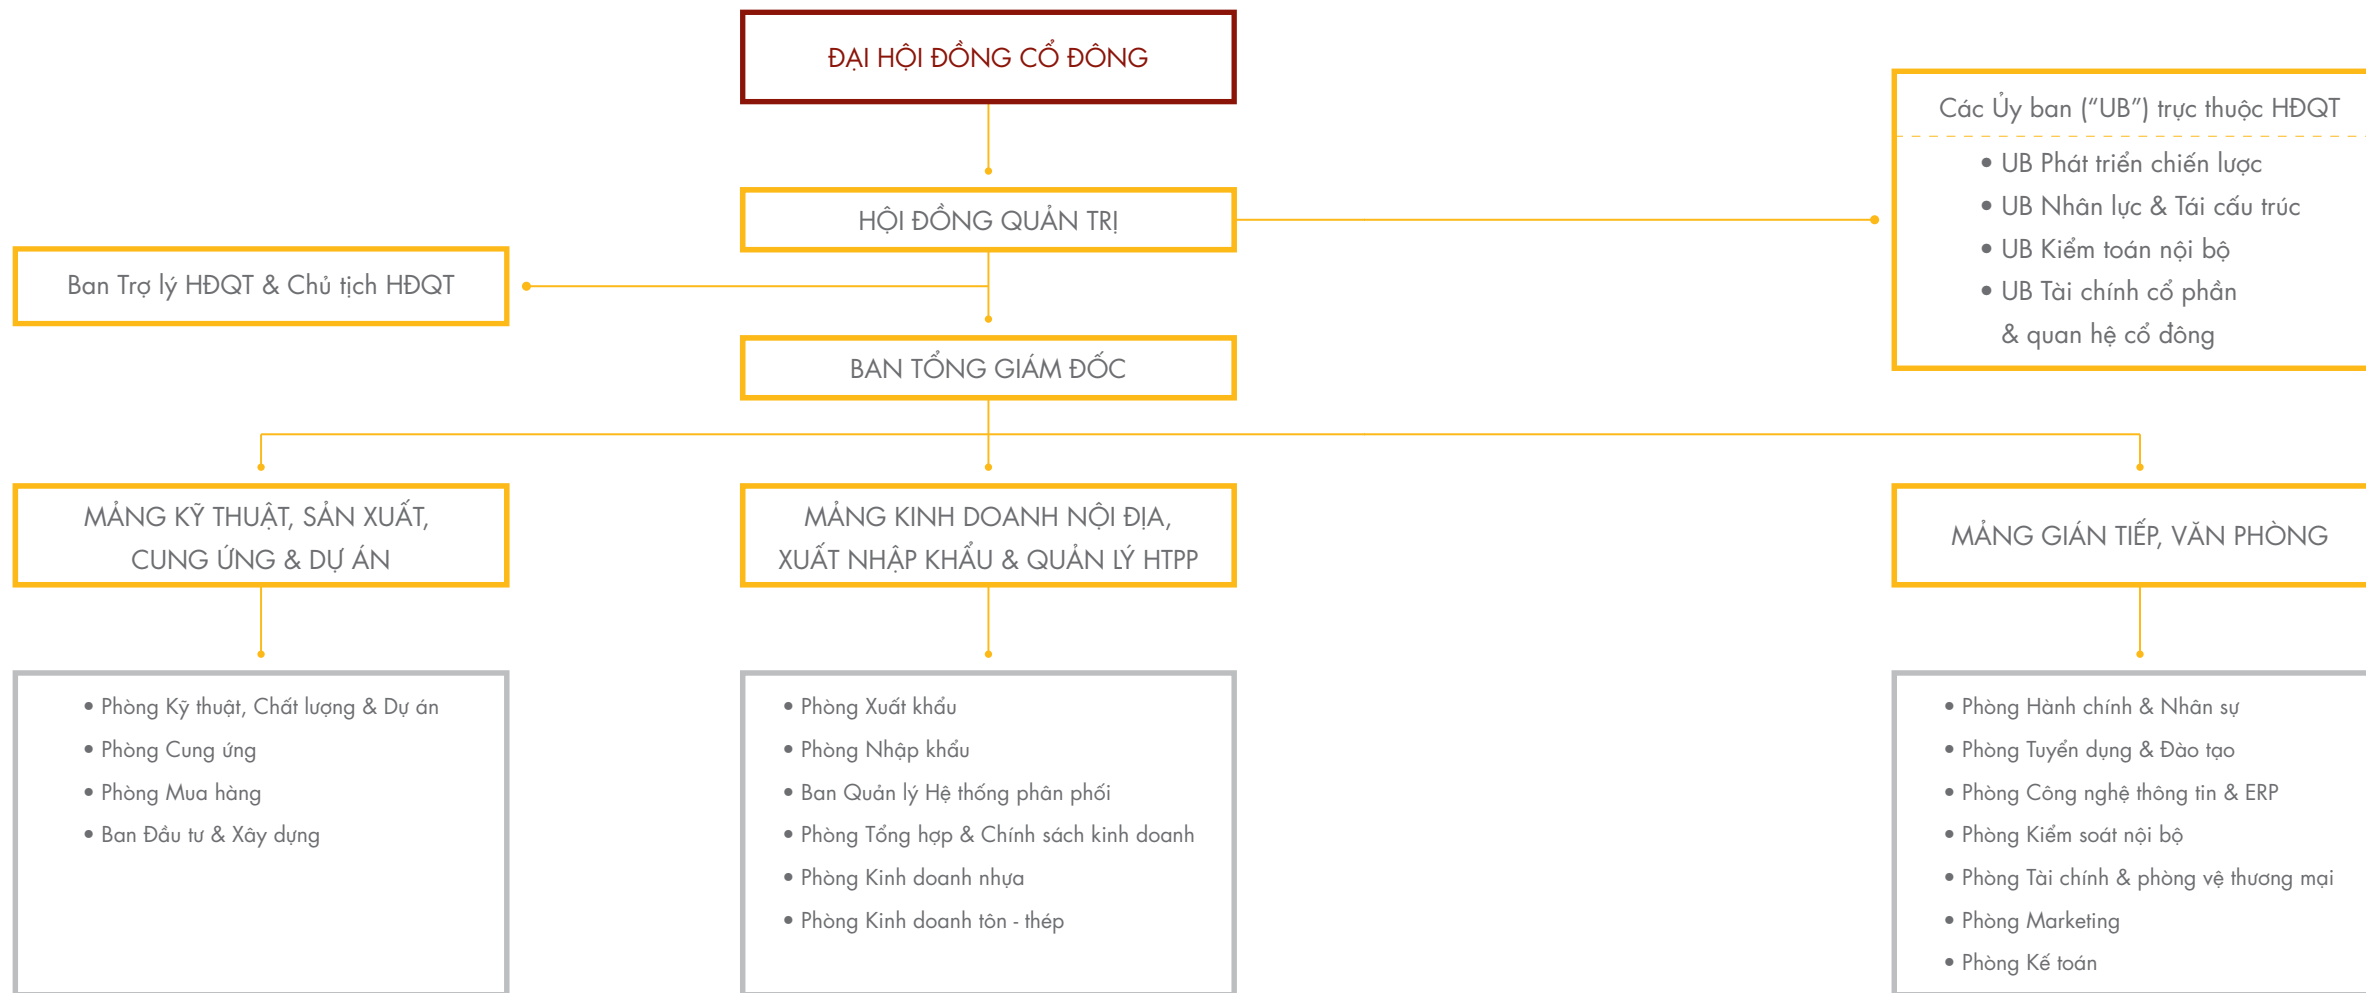 ĐẠI HỘI ĐỒNG CỔ ĐÔNG
Các Ủy ban (“UB”) trực thuộc HĐQT
• UB Phát triển chiến lược
• UB Nhân lực & Tái cấu trúc
• UB Kiểm toán nội bộ
• UB Tài chính cổ phần
& quan hệ cổ đông
HỘI ĐỒNG QUẢN TRỊ
Ban Trợ lý HĐQT & Chủ tịch HĐQT
BAN TỔNG GIÁM ĐỐC
MẢNG KỸ THUẬT, SẢN XUẤT,
CUNG ỨNG & DỰ ÁN
MẢNG KINH DOANH NỘI ĐỊA,
XUẤT NHẬP KHẨU & QUẢN LÝ HTPP
MẢNG GIÁN TIẾP, VĂN PHÒNG
• Phòng Kỹ thuật, Chất lượng & Dự án
• Phòng Cung ứng
• Phòng Mua hàng
• Ban Đầu tư & Xây dựng
• Phòng Xuất khẩu
• Phòng Nhập khẩu
• Ban Quản lý Hệ thống phân phối
• Phòng Tổng hợp & Chính sách kinh doanh
• Phòng Kinh doanh nhựa
• Phòng Kinh doanh tôn - thép
• Phòng Hành chính & Nhân sự
• Phòng Tuyển dụng & Đào tạo
• Phòng Công nghệ thông tin & ERP
• Phòng Kiểm soát nội bộ
• Phòng Tài chính & phòng vệ thương mại
• Phòng Marketing
• Phòng Kế toán